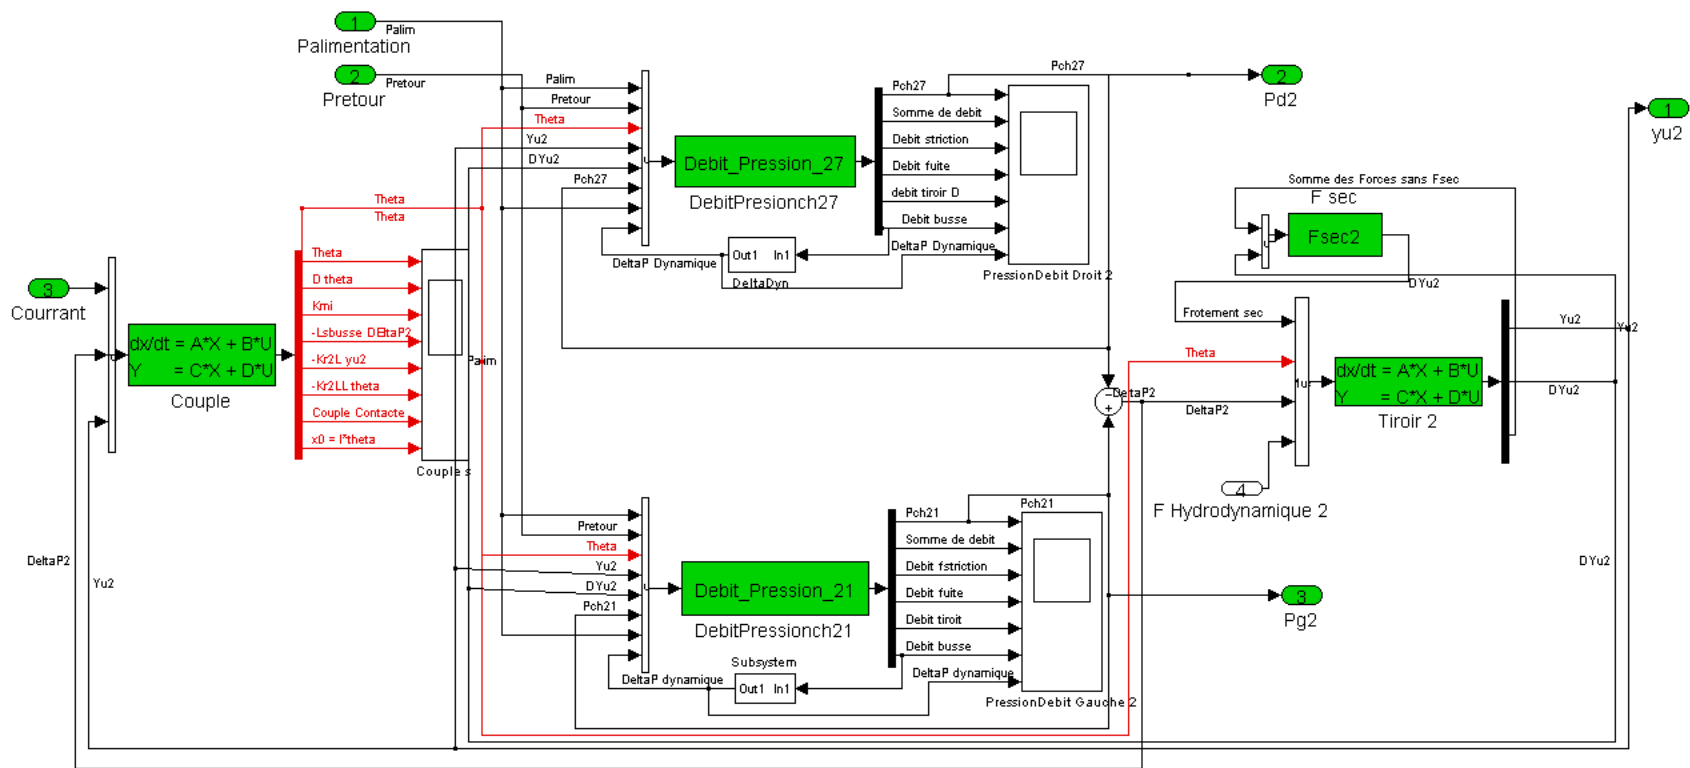 1
Palim
Palimentation
2
Pretour
Pretour
3
Courrant
dx/dt = A*X + B*U
Y = C*X + D*U
Couple
DeltaP2
Yu2
Theta
Theta
Theta
D theta
Kmi
-Lsbusse DEltaP2
-Kr2L yu2
-Kr2LL theta
Couple Contacte
x0 = l*theta
Couple s
Palim
Palim
Pretour
Theta
Yu2
DYu2
Pch27
Debit_Pression_27
DebitPresionch27
DeltaP Dynamique
Out1 In1
DeltaDyn
Pch27
Somme de debit
Debit striction
Debit fuite
debit tiroir D
Debit busse
DeltaP Dynamique
PressionDebit Droit 2
Pch27
2
Pd2
1
yu2
Somme des Forces sans Fsec
F sec
Fsec2
DYu2
Frotement sec
Theta
DeltaP2
DeltaP2
4
F Hydrodynamique 2
dx/dt = A*X + B*U
Y = C*X + D*U
Tiroir 2
Yu2
Yu2
DYu2
DYu2
Pretour
Theta
Yu2
DYu2
Pch21
Debit_Pression_21
DebitPressionch21
Subsystem
Out1 In1
DeltaP dynamique
Pch21
Somme de debit
Debit fstriction
Debit fuite
Debit tiroit
Debit busse
DeltaP dynamique
Pch21
PressionDebit Gauche 2
3
Pg2